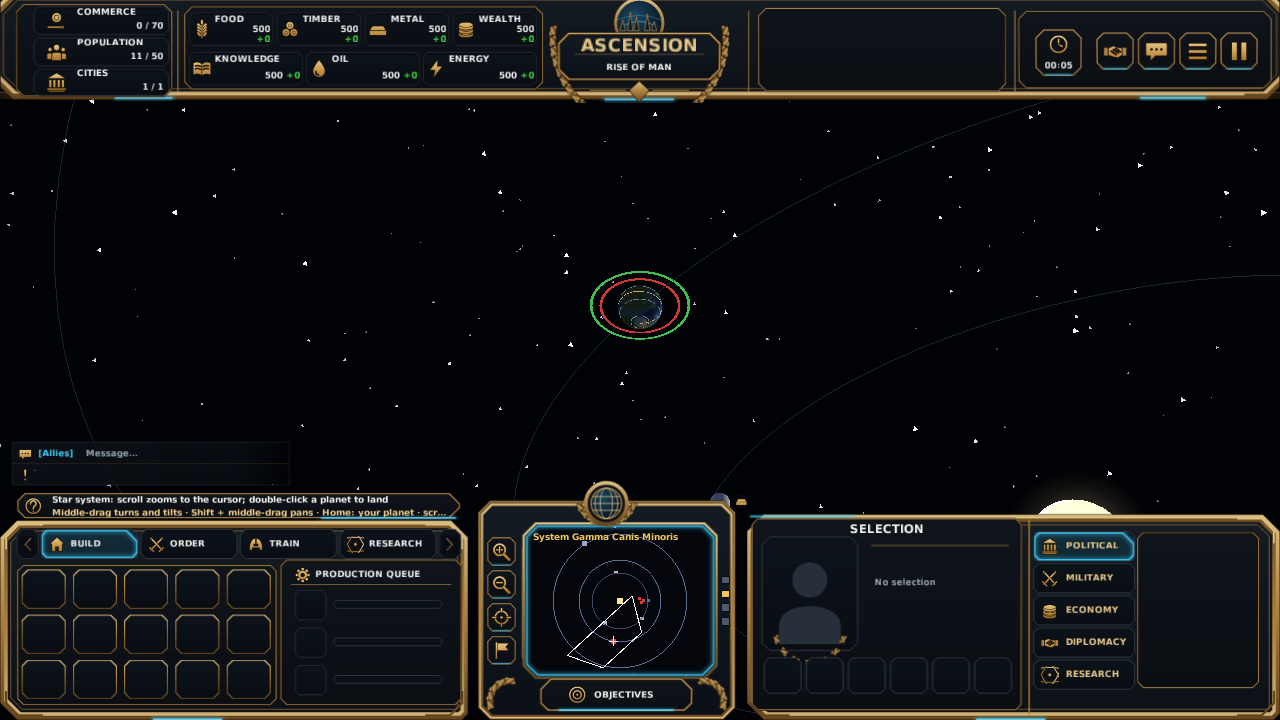 COMMERCE
0 / 70
POPULATION
11 / 50
CITIES
1 / 1
FOOD
500
+0
TIMBER
500
+0
METAL
500
+0
WEALTH
500
+0
KNOWLEDGE
500 +0
OIL
500 +0
ENERGY
500 +0
ASCENSION
RISE OF MAN
00:05
[Allies] Message...
!
Star system: scroll zooms to the cursor; double-click a planet to land
Middle-drag turns and tilts · Shift + middle-drag pans · Home: your planet · scr...
BUILD
ORDER
TRAIN
RESEARCH
PRODUCTION QUEUE
System Gamma Canis Minoris
OBJECTIVES
SELECTION
No selection
POLITICAL
MILITARY
ECONOMY
DIPLOMACY
RESEARCH